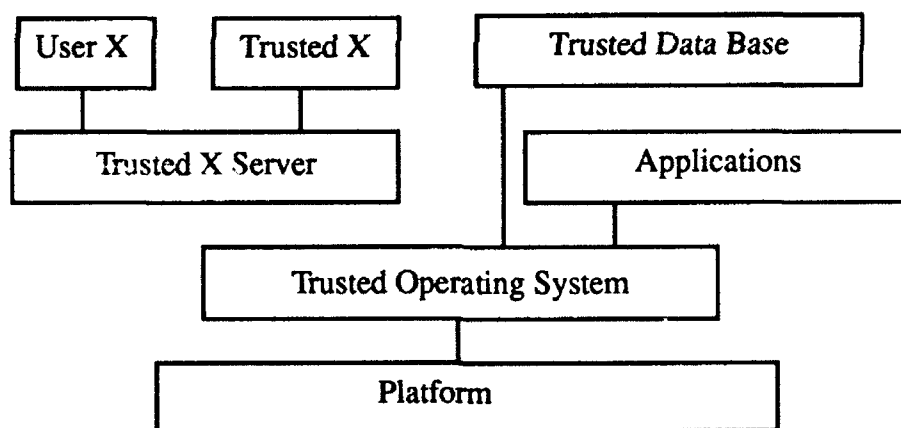 User X
Trusted X
Trusted Data Base
Trusted X Server
Applications
Trusted Operating System
Platform